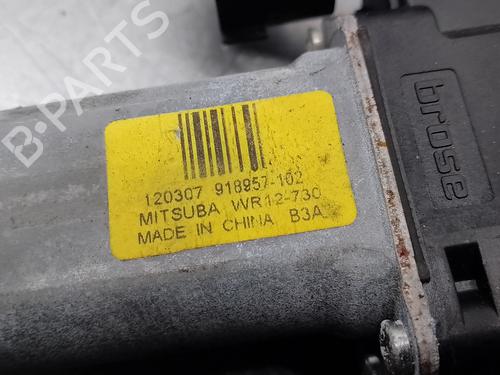 B-PARTS
120307 918957-102
MITSUBA WR12-730
MADE IN CHINA B3A
brose